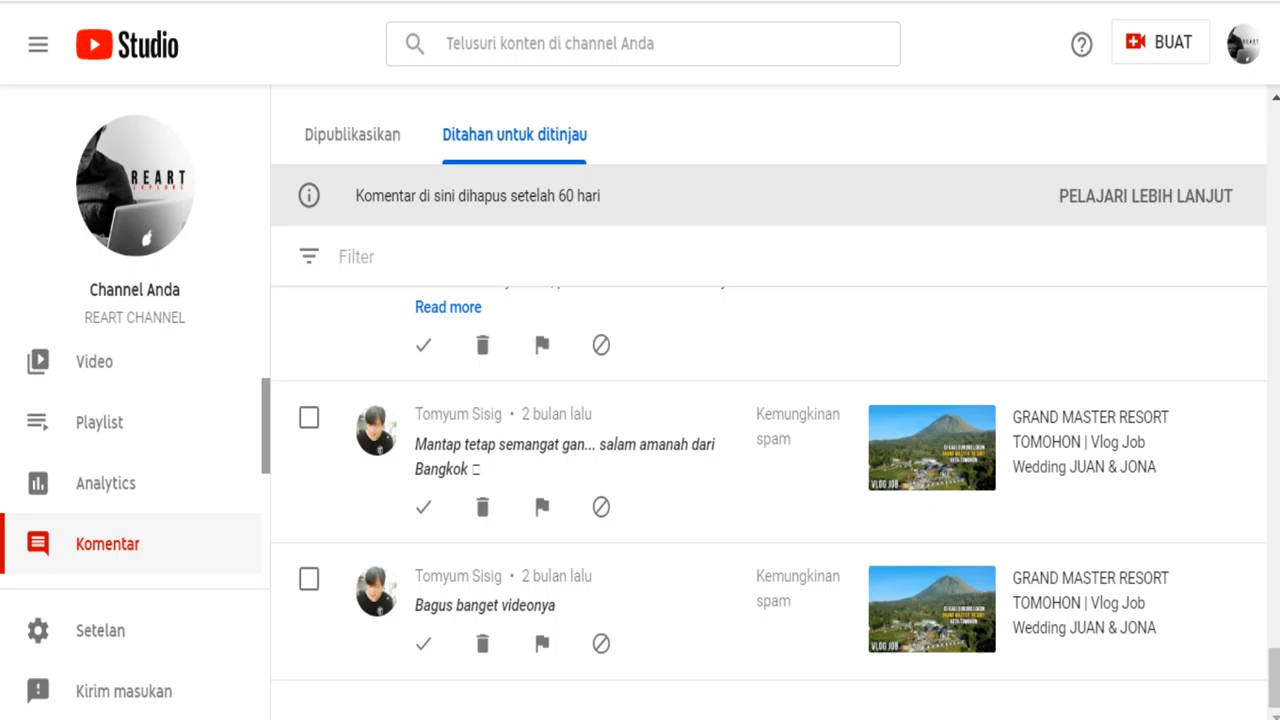 Studio
Telusuri konten di channel Anda
BUAT
REART
Channel Anda
REART CHANNEL
Video
Playlist
Analytics
Komentar
Setelan
Kirim masukan
Dipublikasikan
Ditahan untuk ditinjau
Komentar di sini dihapus setelah 60 hari
PELAJARI LEBIH LANJUT
Filter
Read more
Tomyum Sisig • 2 bulan lalu
Mantap tetap semangat gan... salam amanah dari
Bangkok
Kemungkinan
spam
VLOG JOB
GRAND MASTER RESORT
TOMOHON | Vlog Job
Wedding JUAN & JONA
Tomyum Sisig • 2 bulan lalu
Bagus banget videonya
Kemungkinan
spam
VLOG JOB
GRAND MASTER RESORT
TOMOHON | Vlog Job
Wedding JUAN & JONA